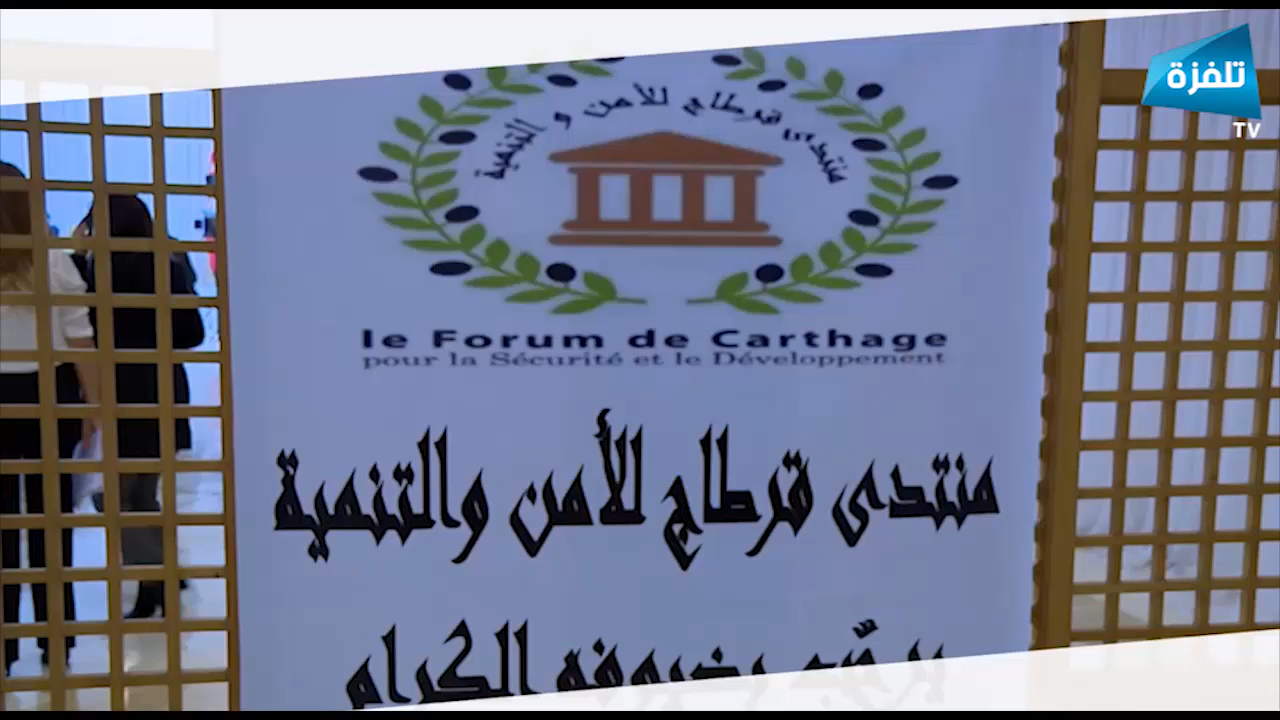 تلفزة
TV
منتدى قرطاج للأمن و التنمية
le Forum de Carthage
pour la Sécurité et le Développement
منتدى قرطاج للأمن والتنمية
بضيوفه الكرام